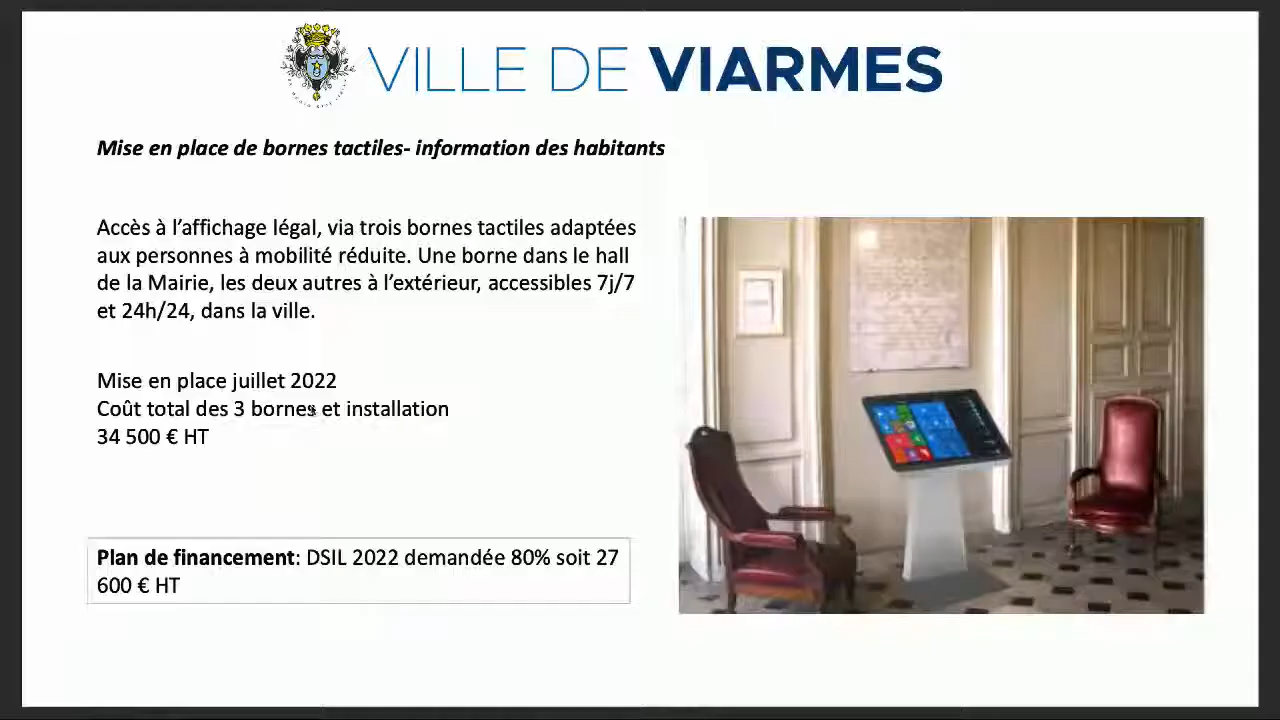 VILLE DE VIARMES
Mise en place de bornes tactiles- information des habitants
Accès à l’affichage légal, via trois bornes tactiles adaptées
aux personnes à mobilité réduite. Une borne dans le hall
de la Mairie, les deux autres à l’extérieur, accessibles 7j/7
et 24h/24, dans la ville.
Mise en place juillet 2022
Coût total des 3 bornes et installation
34 500 € HT
Plan de financement: DSIL 2022 demandée 80% soit 27
600 € HT